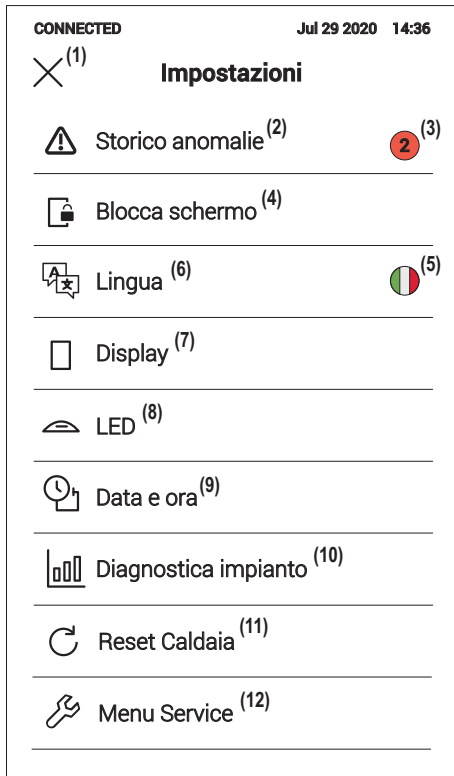 CONNECTED Jul 29 2020 14:36
(1)
Impostazioni
Storico anomalie (2) 2 (3)
Blocca schermo (4)
Lingua (6) (5)
Display (7)
LED (8)
Data e ora (9)
Diagnostica impianto (10)
Reset Caldaia (11)
Menu Service (12)